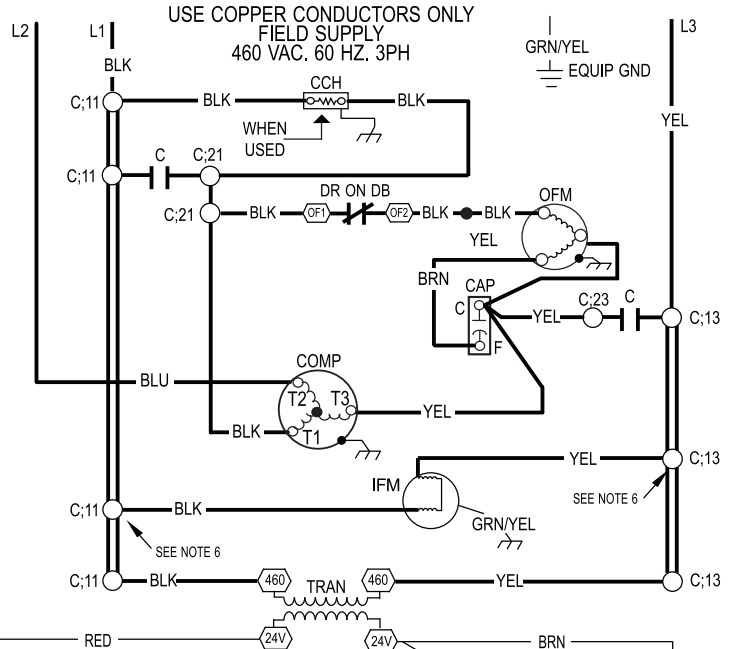 USE COPPER CONDUCTORS ONLY
FIELD SUPPLY
460 VAC. 60 HZ. 3PH
L2
L1
L3
GRN/YEL
EQUIP GND
BLK
CCH
C;11
BLK
BLK
YEL
WHEN
USED
C
C;21
C;11
DR ON DB
OFM
C;21
BLK
OF1
OF2
BLK
BLK
YEL
BRN
CAP
C;23
C
C
YEL
C;13
F
COMP
BLU
T2
T3
YEL
BLK
T1
YEL
C;13
IFM
SEE NOTE 6
C;11
BLK
GRN/YEL
SEE NOTE 6
C;11
BLK
460
TRAN
460
YEL
C;13
RED
24V
24V
BRN